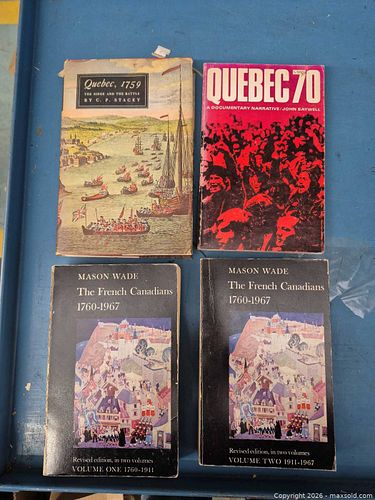 Quebec, 1759
THE SIEGE AND THE BATTLE
BY C. P. STACEY
QUEBEC/70
A DOCUMENTARY NARRATIVE/JOHN SAYWELL
MASON WADE
The French Canadians
1760-1967
Revised edition, in two volumes
VOLUME ONE 1760-1911
MASON WADE
The French Canadians
1760-1967
Revised edition, in two volumes
VOLUME TWO 1911-1967
Copyright 2026 - maxsold.com